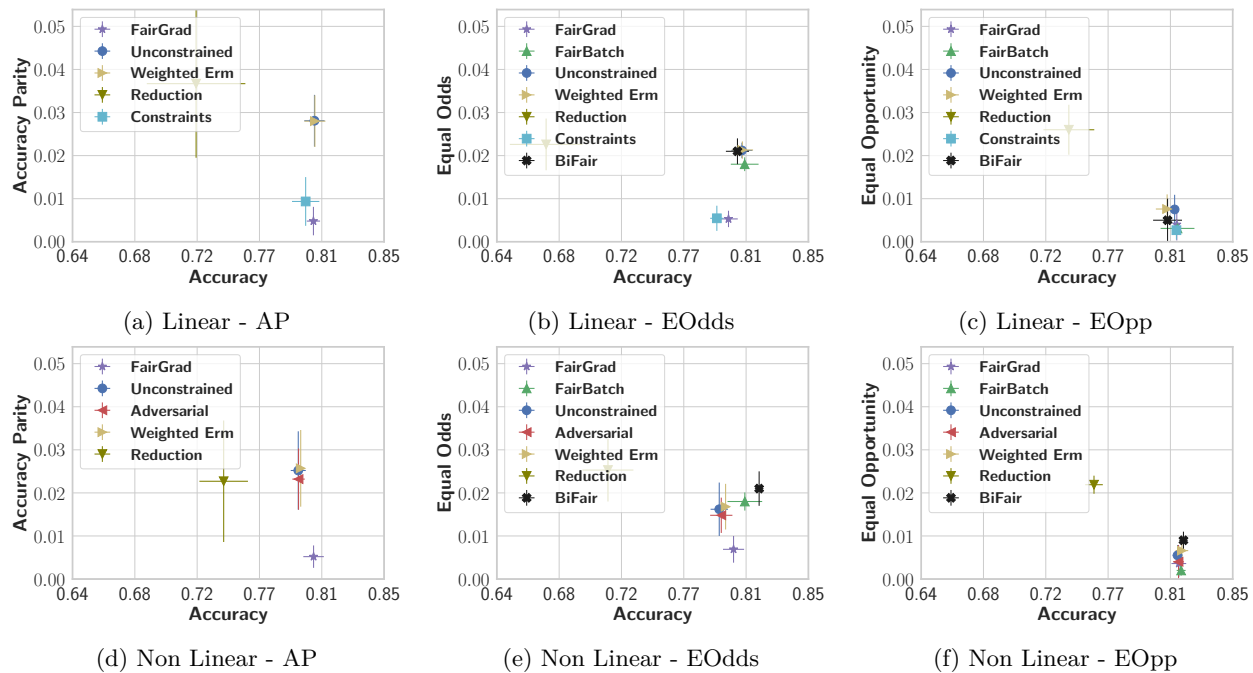 0.05
0.04
0.03
0.02
0.01
0.00
Accuracy Parity
FairGrad
Unconstrained
Weighted Erm
Reduction
Constraints
0.64 0.68 0.72 0.77 0.81 0.85
Accuracy
(a) Linear - AP
0.05
0.04
0.03
0.02
0.01
0.00
Equal Odds
FairGrad
FairBatch
Unconstrained
Weighted Erm
Reduction
Constraints
BiFair
0.64 0.68 0.72 0.77 0.81 0.85
Accuracy
(b) Linear - EOdds
0.05
0.04
0.03
0.02
0.01
0.00
Equal Opportunity
FairGrad
FairBatch
Unconstrained
Weighted Erm
Reduction
Constraints
BiFair
0.64 0.68 0.72 0.77 0.81 0.85
Accuracy
(c) Linear - EOpp
0.05
0.04
0.03
0.02
0.01
0.00
Accuracy Parity
FairGrad
Unconstrained
Adversarial
Weighted Erm
Reduction
0.64 0.68 0.72 0.77 0.81 0.85
Accuracy
(d) Non Linear - AP
0.05
0.04
0.03
0.02
0.01
0.00
Equal Odds
FairGrad
FairBatch
Unconstrained
Adversarial
Weighted Erm
Reduction
BiFair
0.64 0.68 0.72 0.77 0.81 0.85
Accuracy
(e) Non Linear - EOdds
0.05
0.04
0.03
0.02
0.01
0.00
Equal Opportunity
FairGrad
FairBatch
Unconstrained
Adversarial
Weighted Erm
Reduction
BiFair
0.64 0.68 0.72 0.77 0.81 0.85
Accuracy
(f) Non Linear - EOpp